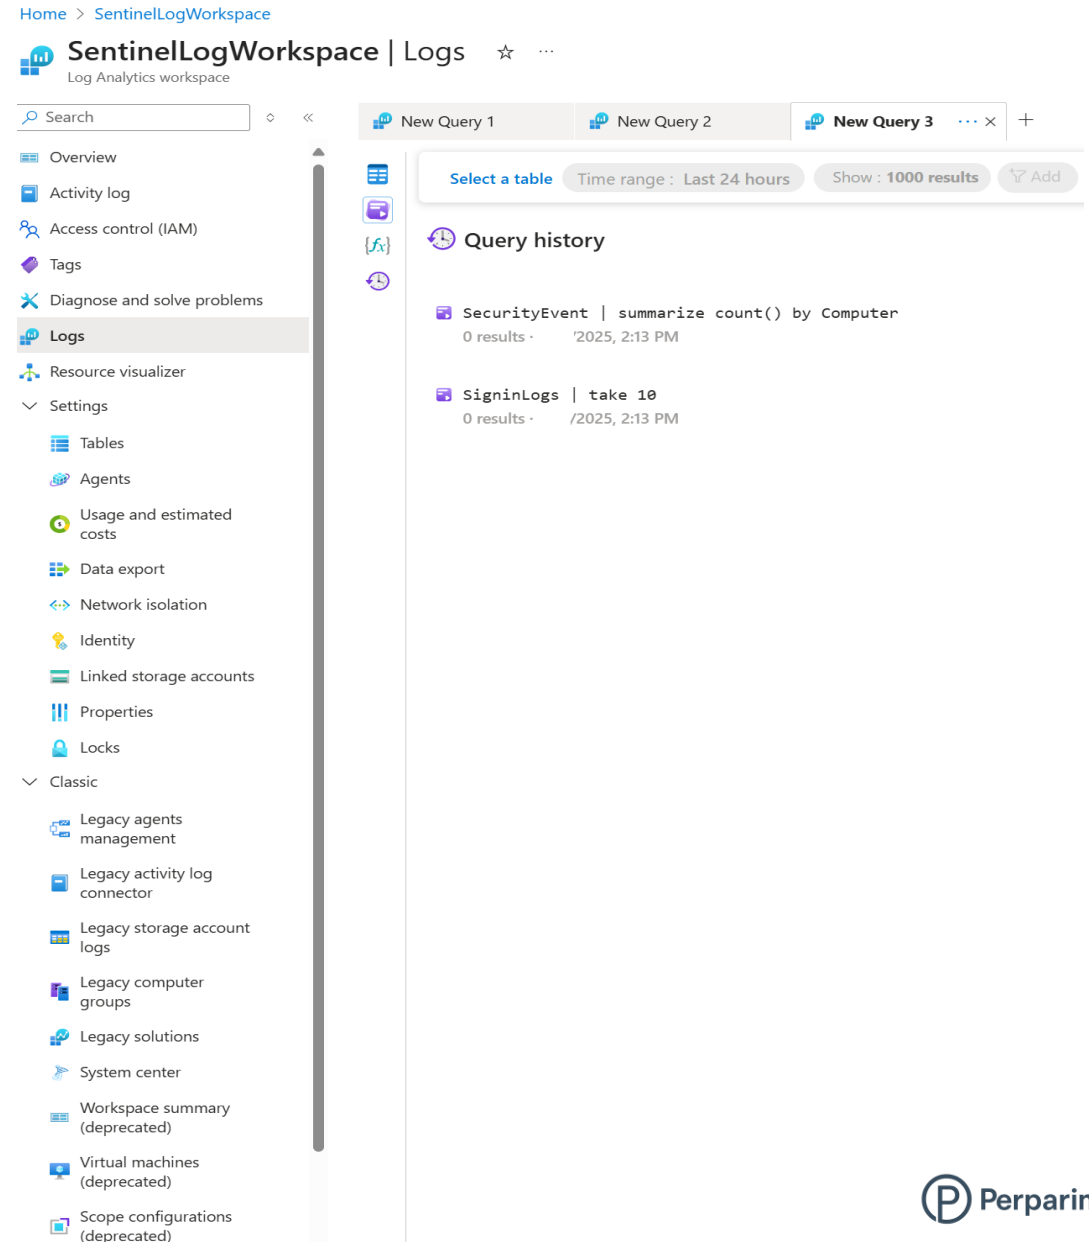 Home > SentinelLogWorkspace
SentinelLogWorkspace | Logs
Log Analytics workspace
Search
Overview
Activity log
Access control (IAM)
Tags
Diagnose and solve problems
Logs
Resource visualizer
Settings
Tables
Agents
Usage and estimated
costs
Data export
Network isolation
Identity
Linked storage accounts
Properties
Locks
Classic
Legacy agents
management
Legacy activity log
connector
Legacy storage account
logs
Legacy computer
groups
Legacy solutions
System center
Workspace summary
(deprecated)
Virtual machines
(deprecated)
Scope configurations
(deprecated)
New Query 1
New Query 2
New Query 3
Select a table
Time range : Last 24 hours
Show : 1000 results
Add
{fx}
Query history
SecurityEvent | summarize count() by Computer
0 results · /2025, 2:13 PM
SigninLogs | take 10
0 results · /2025, 2:13 PM